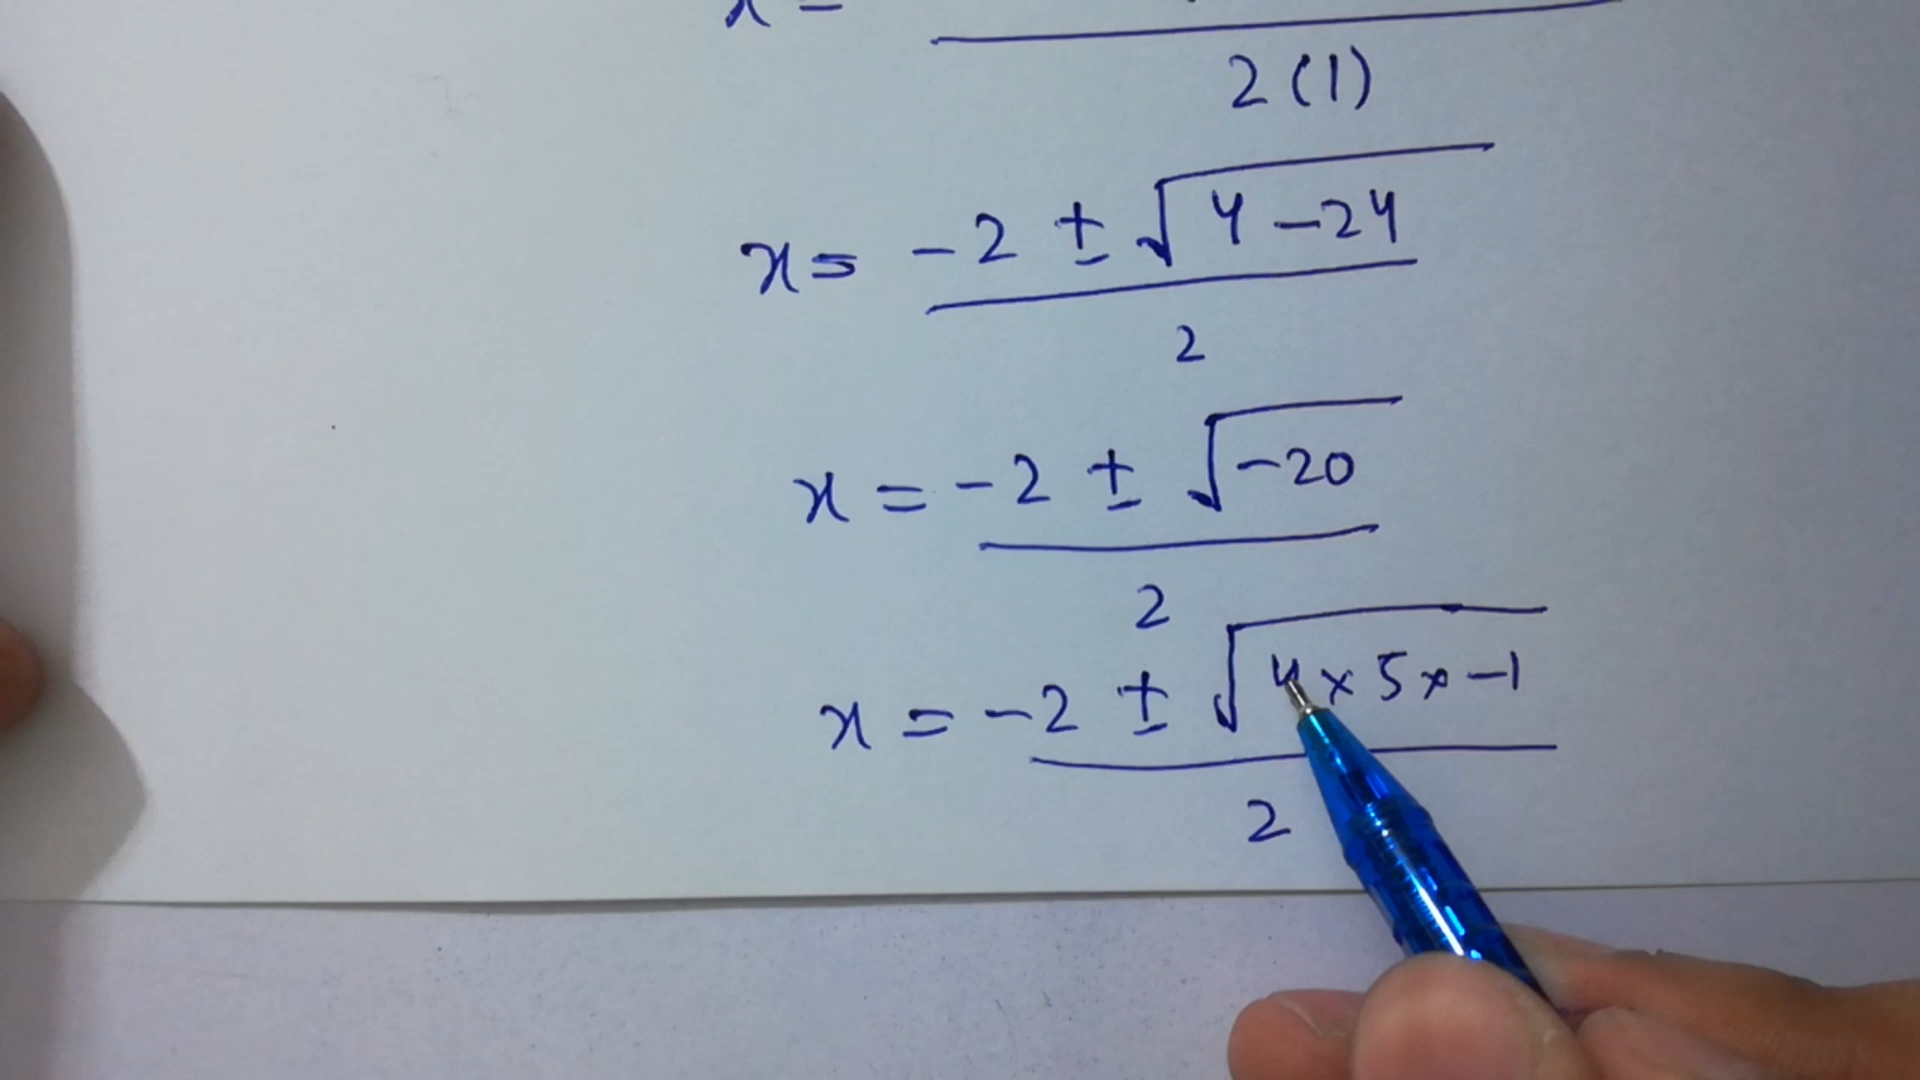 x =
2 (1)
x = -2 ± √4 - 24
2
x = -2 ± √-20
2
x = -2 ± √4 x 5 x -1
2